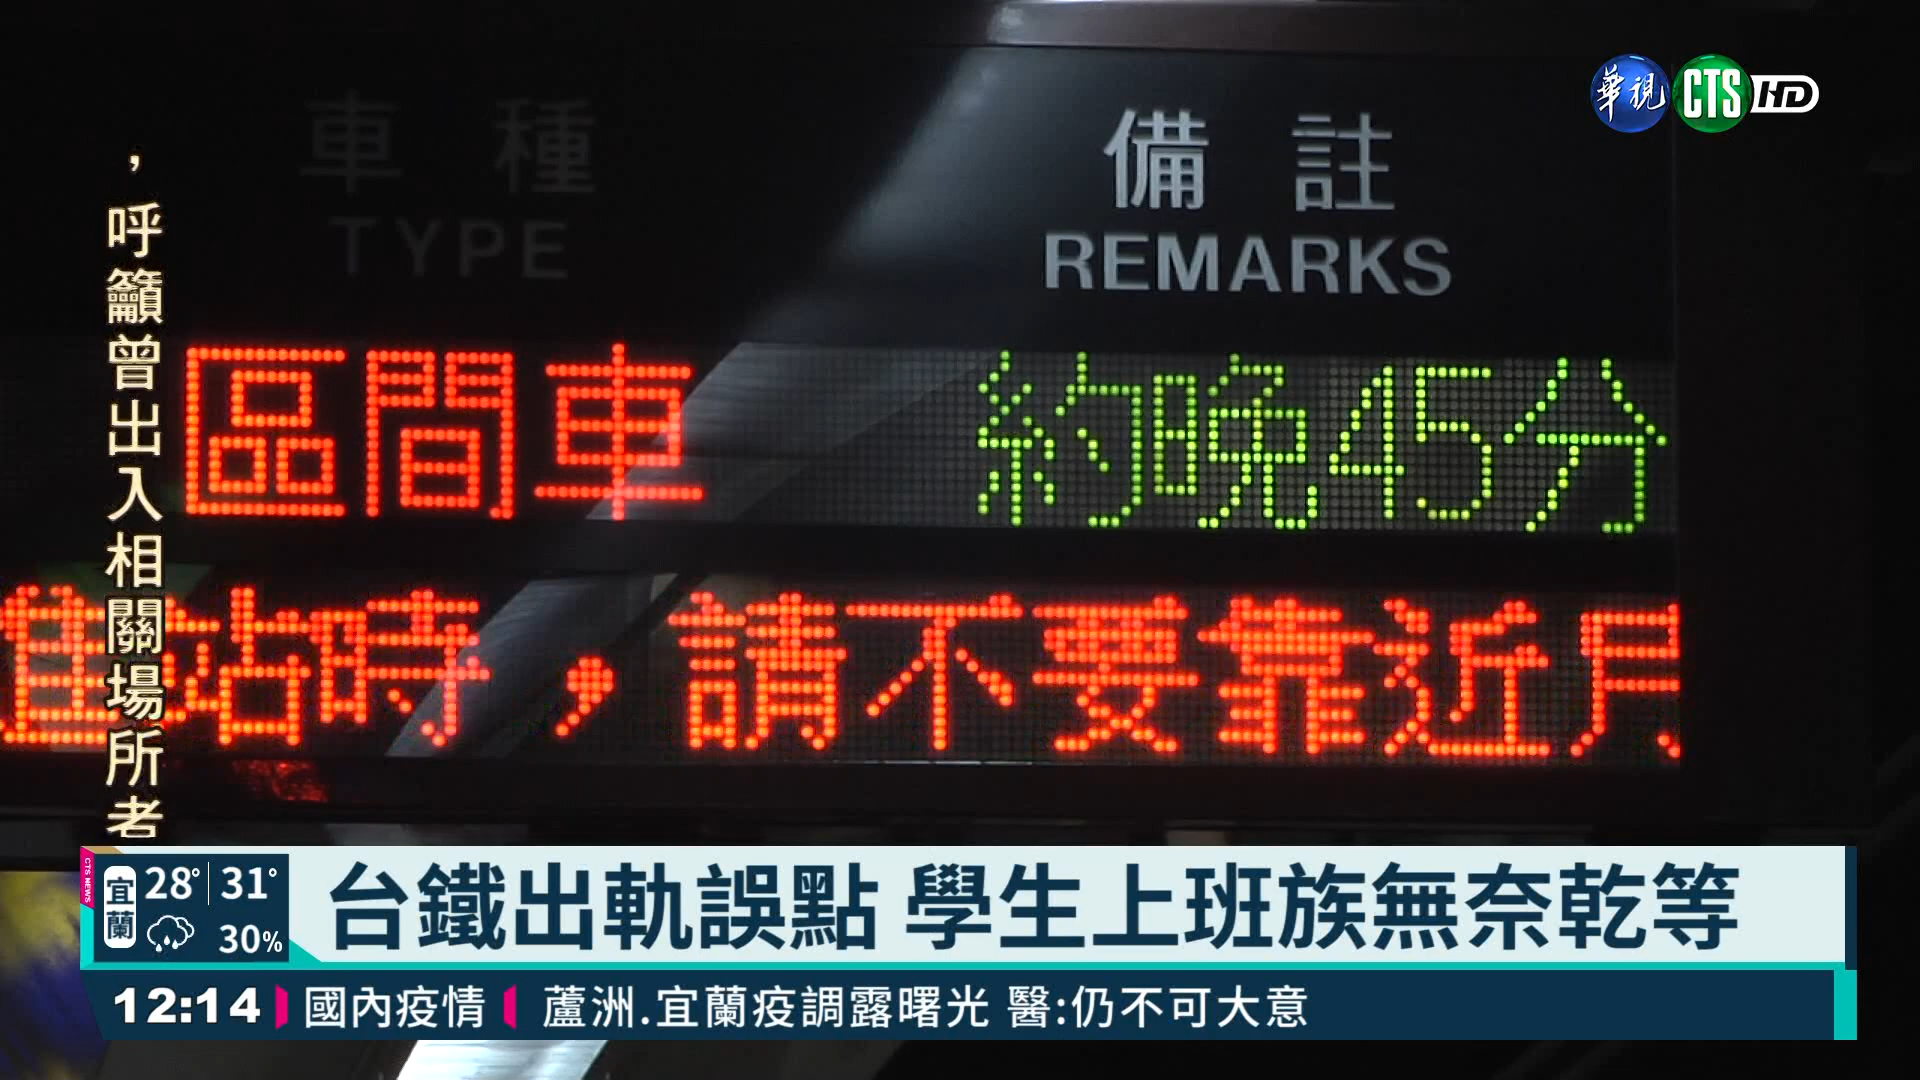 華視 CTS HD
車種 備註
TYPE REMARKS
區間車 約晚45分
進站時，請不要靠近月
，呼籲曾出入相關場所者
CTS NEWS
宜蘭 28° 31°
30%
台鐵出軌誤點 學生上班族無奈乾等
12:14 國內疫情 蘆洲.宜蘭疫調露曙光 醫:仍不可大意